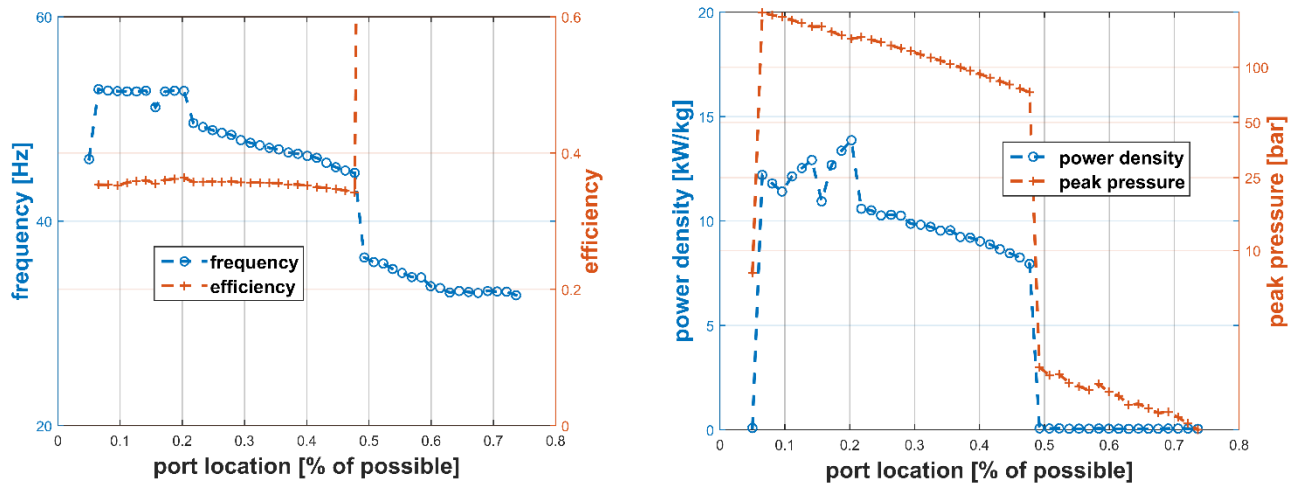 60
40
20
frequency [Hz]
0.6
0.4
0.2
0
efficiency
frequency
efficiency
0 0.1 0.2 0.3 0.4 0.5 0.6 0.7 0.8
port location [% of possible]
20
15
10
5
0
power density [kW/kg]
100
50
25
10
peak pressure [bar]
power density
peak pressure
0 0.1 0.2 0.3 0.4 0.5 0.6 0.7 0.8
port location [% of possible]